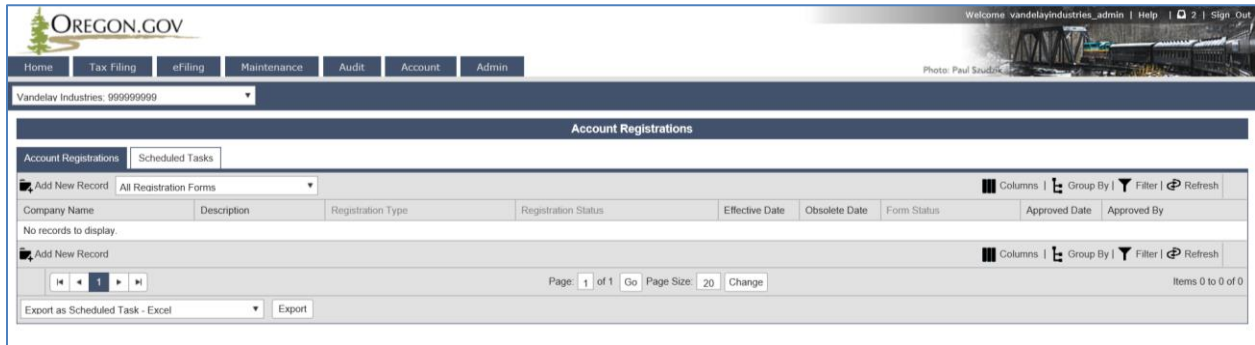 Welcome vandelayindustries_admin | Help | 2 | Sign Out
OREGON.GOV
Home Tax Filing eFiling Maintenance Audit Account Admin
Photo: Paul Szudzik
Vandelay Industries: 999999999
Account Registrations
Account Registrations Scheduled Tasks
Add New Record All Registration Forms Columns | Group By | Filter | Refresh
Company Name Description Registration Type Registration Status Effective Date Obsolete Date Form Status Approved Date Approved By
No records to display.
Add New Record Columns | Group By | Filter | Refresh
1 Page: 1 of 1 Go Page Size: 20 Change Items 0 to 0 of 0
Export as Scheduled Task - Excel Export